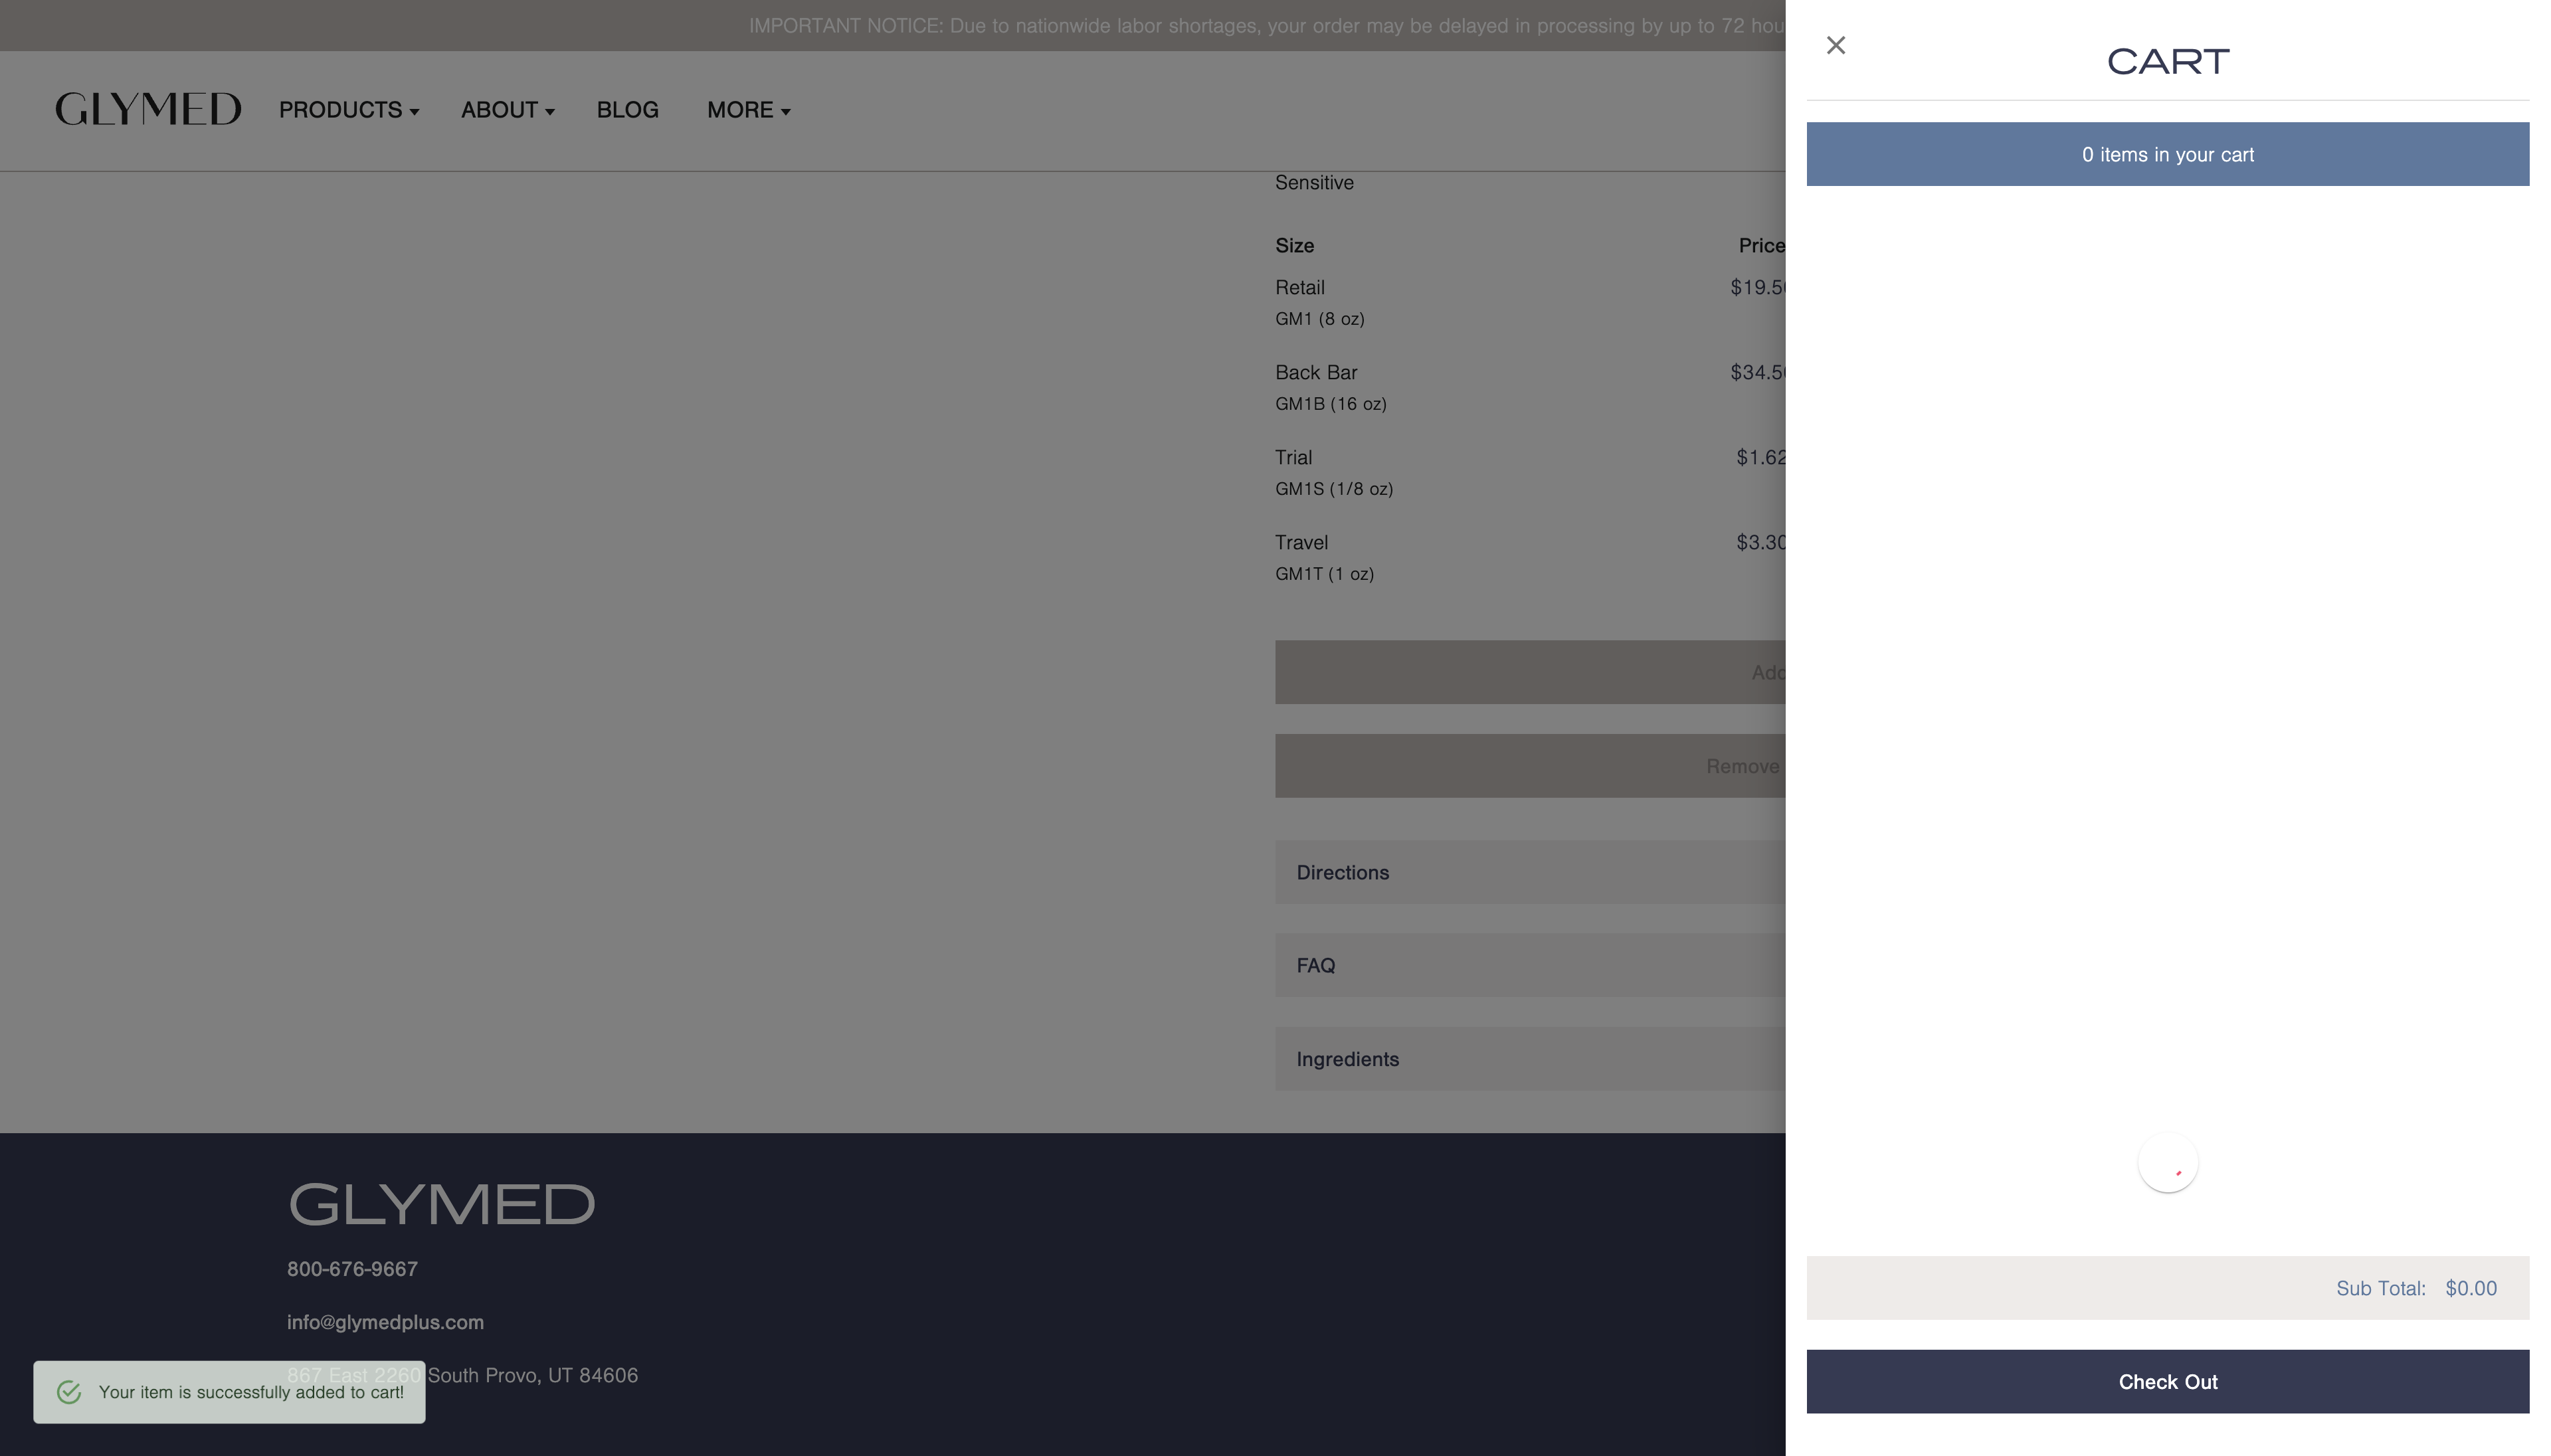 IMPORTANT NOTICE: Due to nationwide labor shortages, your order may be delayed in processing by up to 72 hou
GLYMED
PRODUCTS
ABOUT
BLOG
MORE
Sensitive
Size
Price
Retail
$19.50
GM1 (8 oz)
Back Bar
$34.50
GM1B (16 oz)
Trial
$1.62
GM1S (1/8 oz)
Travel
$3.30
GM1T (1 oz)
Add
Remove
Directions
FAQ
Ingredients
GLYMED
800-676-9667
info@glymedplus.com
867 East 2260 South Provo, UT 84606
Your item is successfully added to cart!
CART
0 items in your cart
Sub Total: $0.00
Check Out